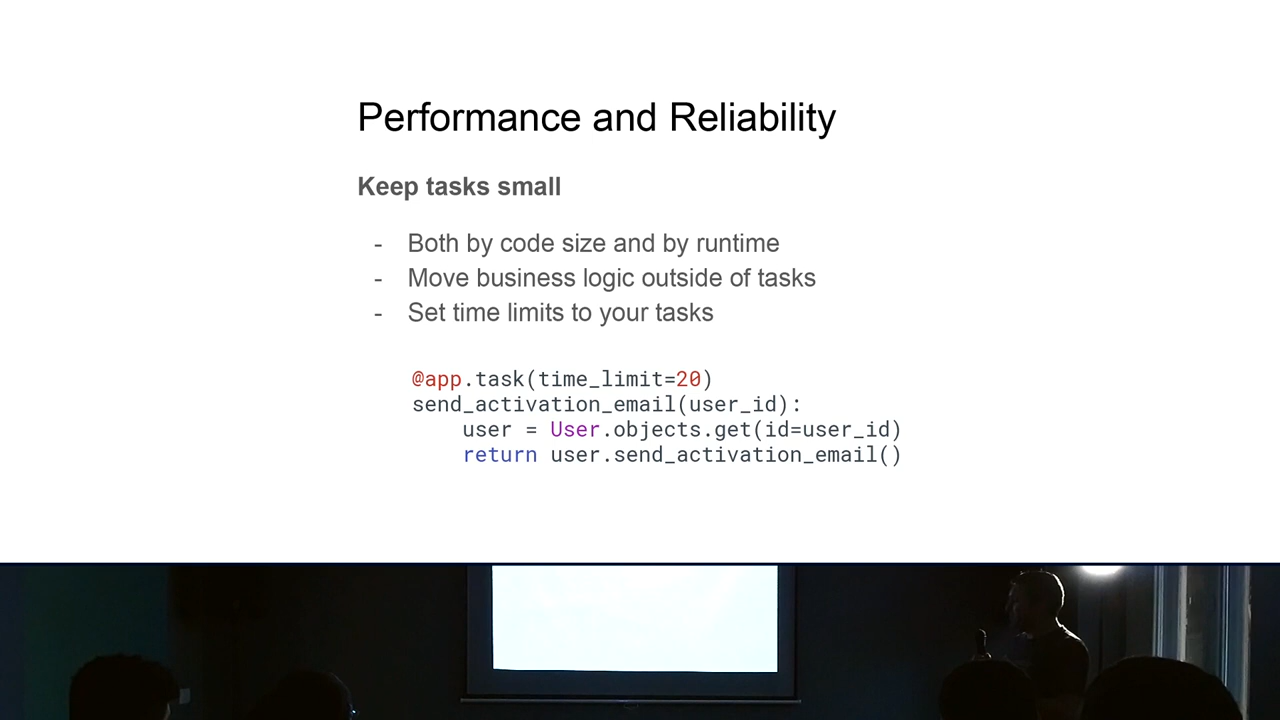 Performance and Reliability
Keep tasks small
- Both by code size and by runtime
- Move business logic outside of tasks
- Set time limits to your tasks
@app.task(time_limit=20)
send_activation_email(user_id):
    user = User.objects.get(id=user_id)
    return user.send_activation_email()